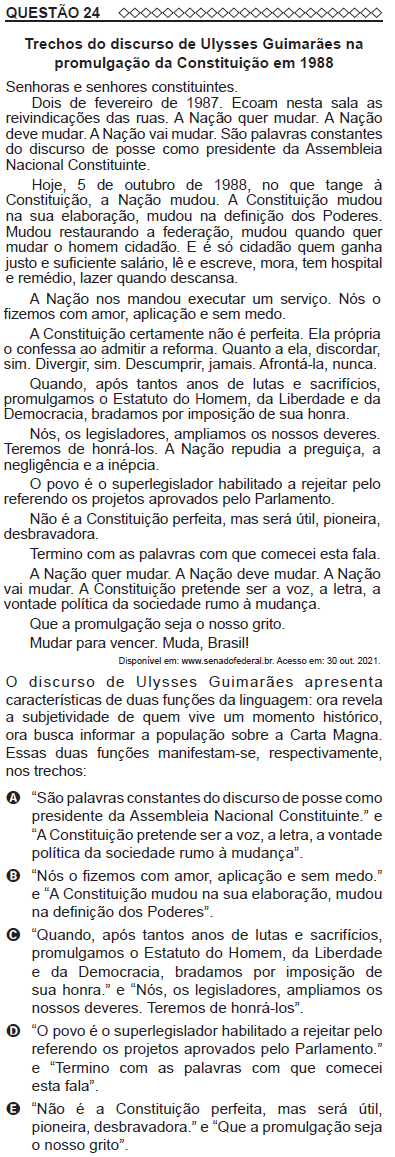 QUESTÃO 24
Trechos do discurso de Ulysses Guimarães na
promulgação da Constituição em 1988
Senhoras e senhores constituintes.
Dois de fevereiro de 1987. Ecoam nesta sala as
reivindicações das ruas. A Nação quer mudar. A Nação
deve mudar. A Nação vai mudar. São palavras constantes
do discurso de posse como presidente da Assembleia
Nacional Constituinte.
Hoje, 5 de outubro de 1988, no que tange à
Constituição, a Nação mudou. A Constituição mudou
na sua elaboração, mudou na definição dos Poderes.
Mudou restaurando a federação, mudou quando quer
mudar o homem cidadão. E é só cidadão quem ganha
justo e suficiente salário, lê e escreve, mora, tem hospital
e remédio, lazer quando descansa.
A Nação nos mandou executar um serviço. Nós o
fizemos com amor, aplicação e sem medo.
A Constituição certamente não é perfeita. Ela própria
o confessa ao admitir a reforma. Quanto a ela, discordar,
sim. Divergir, sim. Descumprir, jamais. Afrontá-la, nunca.
Quando, após tantos anos de lutas e sacrifícios,
promulgamos o Estatuto do Homem, da Liberdade e da
Democracia, bradamos por imposição de sua honra.
Nós, os legisladores, ampliamos os nossos deveres.
Teremos de honrá-los. A Nação repudia a preguiça, a
negligência e a inépcia.
O povo é o superlegislador habilitado a rejeitar pelo
referendo os projetos aprovados pelo Parlamento.
Não é a Constituição perfeita, mas será útil, pioneira,
desbravadora.
Termino com as palavras com que comecei esta fala.
A Nação quer mudar. A Nação deve mudar. A Nação
vai mudar. A Constituição pretende ser a voz, a letra, a
vontade política da sociedade rumo à mudança.
Que a promulgação seja o nosso grito.
Mudar para vencer. Muda, Brasil!
Disponível em: www.senadofederal.br. Acesso em: 30 out. 2021.
O discurso de Ulysses Guimarães apresenta
características de duas funções da linguagem: ora revela
a subjetividade de quem vive um momento histórico,
ora busca informar a população sobre a Carta Magna.
Essas duas funções manifestam-se, respectivamente,
nos trechos:
A "São palavras constantes do discurso de posse como
presidente da Assembleia Nacional Constituinte." e
"A Constituição pretende ser a voz, a letra, a vontade
política da sociedade rumo à mudança".
B "Nós o fizemos com amor, aplicação e sem medo."
e "A Constituição mudou na sua elaboração, mudou
na definição dos Poderes".
C "Quando, após tantos anos de lutas e sacrifícios,
promulgamos o Estatuto do Homem, da Liberdade
e da Democracia, bradamos por imposição de
sua honra." e "Nós, os legisladores, ampliamos os
nossos deveres. Teremos de honrá-los".
D "O povo é o superlegislador habilitado a rejeitar pelo
referendo os projetos aprovados pelo Parlamento."
e "Termino com as palavras com que comecei
esta fala".
E "Não é a Constituição perfeita, mas será útil,
pioneira, desbravadora." e "Que a promulgação seja
o nosso grito".